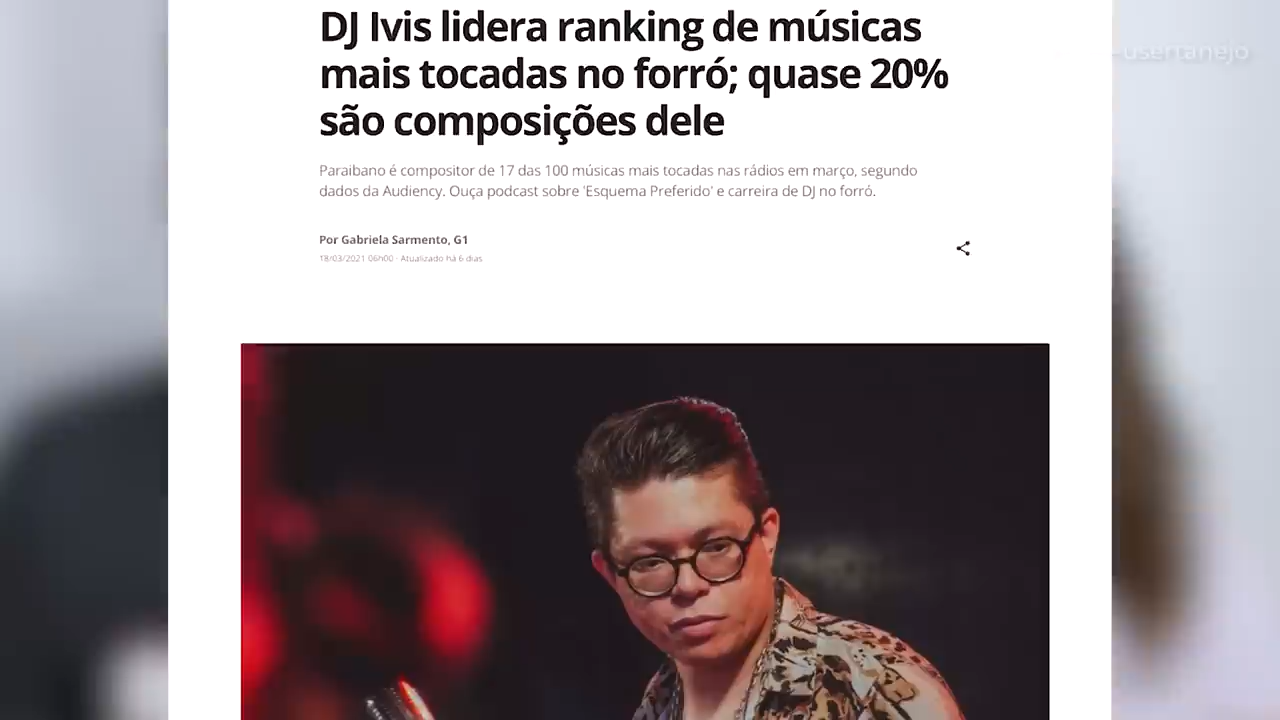 DJ Ivis lidera ranking de músicas
mais tocadas no forró; quase 20%
são composições dele
-usertanejo
Paraibano é compositor de 17 das 100 músicas mais tocadas nas rádios em março, segundo
dados da Audiency. Ouça podcast sobre 'Esquema Preferido' e carreira de DJ no forró.
Por Gabriela Sarmento, G1
18/03/2021 06h00 · Atualizado há 6 dias